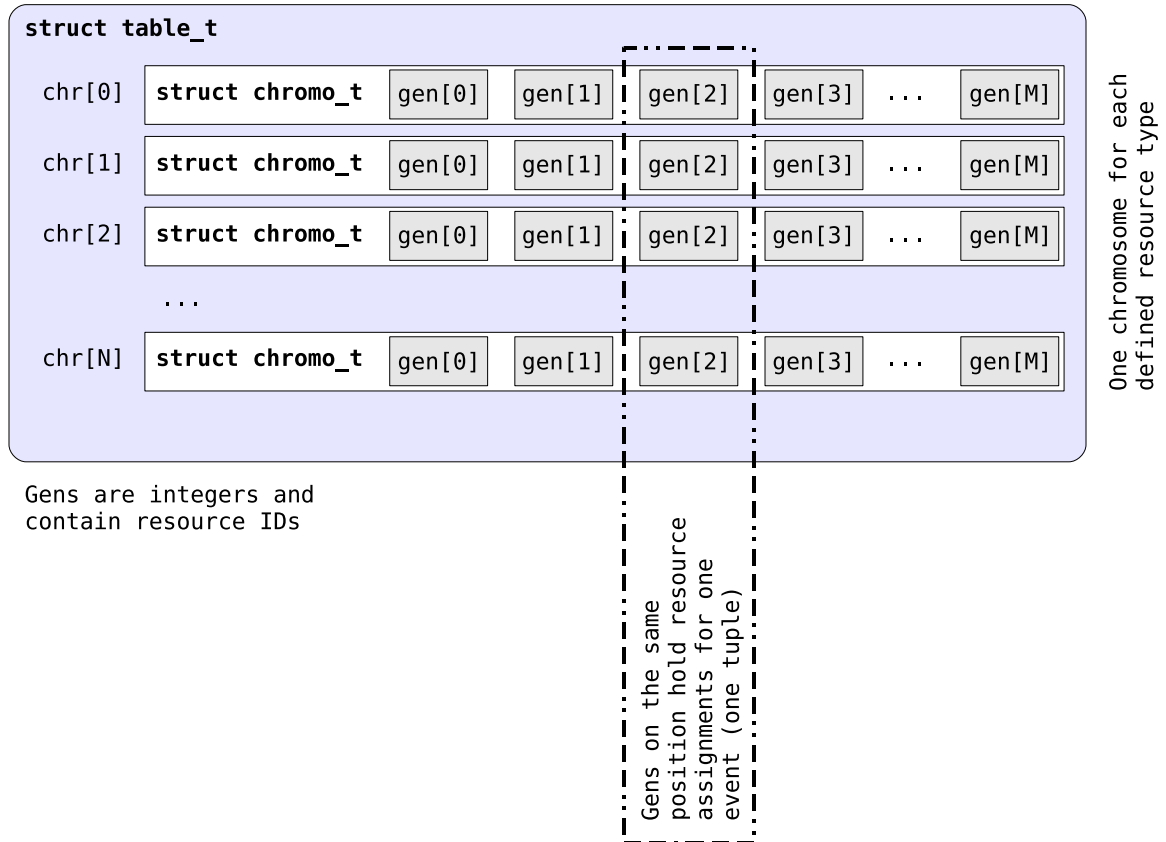 struct table_t
chr[0] struct chromo_t gen[0] gen[1] gen[2] gen[3] ... gen[M]
chr[1] struct chromo_t gen[0] gen[1] gen[2] gen[3] ... gen[M]
chr[2] struct chromo_t gen[0] gen[1] gen[2] gen[3] ... gen[M]
...
chr[N] struct chromo_t gen[0] gen[1] gen[2] gen[3] ... gen[M]
One chromosome for each
defined resource type
Gens are integers and
contain resource IDs
Gens on the same
position hold resource
assignments for one
event (one tuple)